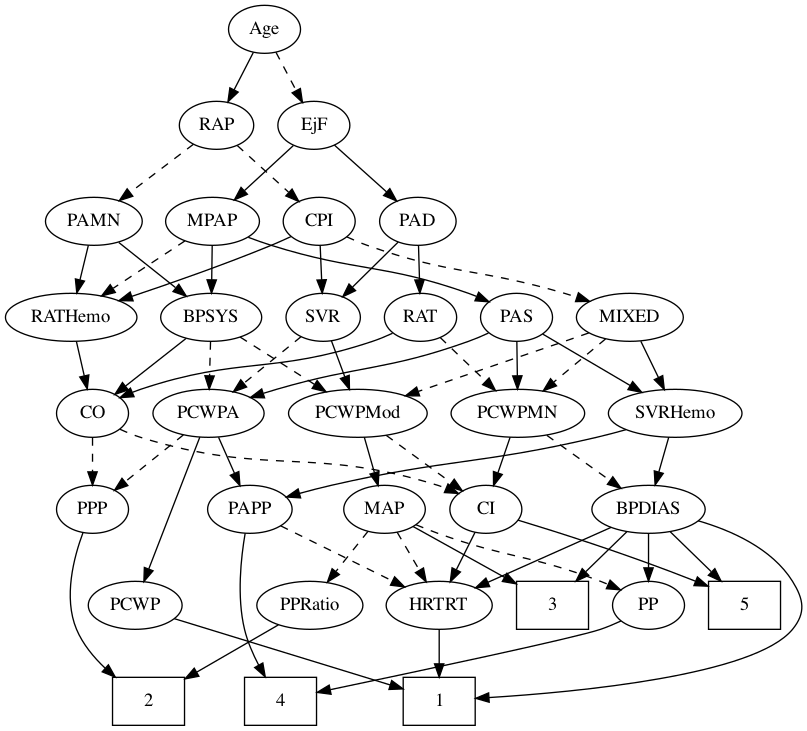 Age
RAP EjF
PAMN MPAP CPI PAD
RATHemo BPSYS SVR RAT PAS MIXED
CO PCWPA PCWPMod PCWPMN SVRHemo
PPP PAPP MAP CI BPDIAS
PCWP PPRatio HRTRT 3 PP 5
2 4 1